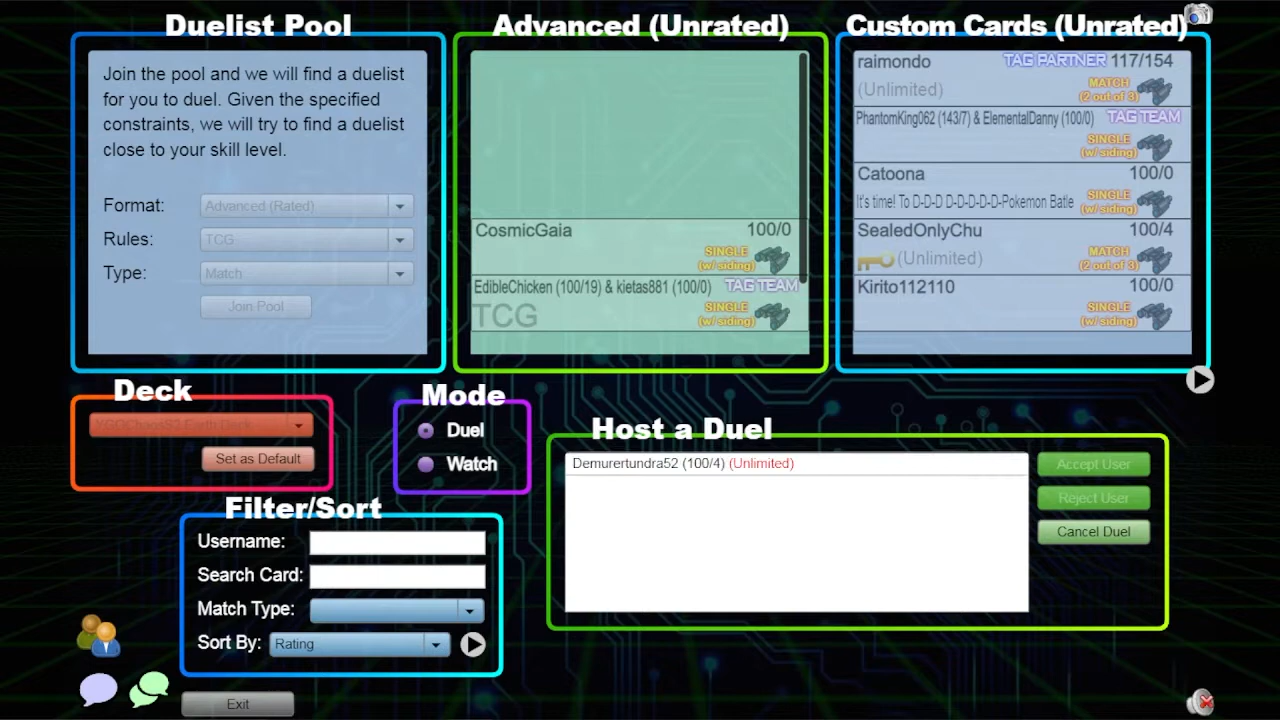 Duelist Pool
Join the pool and we will find a duelist
for you to duel. Given the specified
constraints, we will try to find a duelist
close to your skill level.
Format: Advanced (Rated)
Rules: TCG
Type: Match
Join Pool
Advanced (Unrated)
CosmicGaia 100/0
SINGLE
(w/ siding)
EdibleChicken (100/19) & kietas881 (100/0) TAG TEAM
TCG
SINGLE
(w/ siding)
Custom Cards (Unrated)
raimondo TAG PARTNER 117/154
(Unlimited)
MATCH
(2 out of 3)
PhantomKing062 (143/7) & ElementalDanny (100/0) TAG TEAM
SINGLE
(w/ siding)
Catoona 100/0
It's time! To D-D-D D-D-D-D-Pokemon Batle
SINGLE
(w/ siding)
SealedOnlyChu 100/4
(Unlimited)
MATCH
(2 out of 3)
Kirito112110 100/0
SINGLE
(w/ siding)
Deck
Set as Default
Mode
Duel
Watch
Host a Duel
Demurertundra52 (100/4) (Unlimited)
Accept User
Reject User
Cancel Duel
Filter/Sort
Username:
Search Card:
Match Type:
Sort By: Rating
Exit